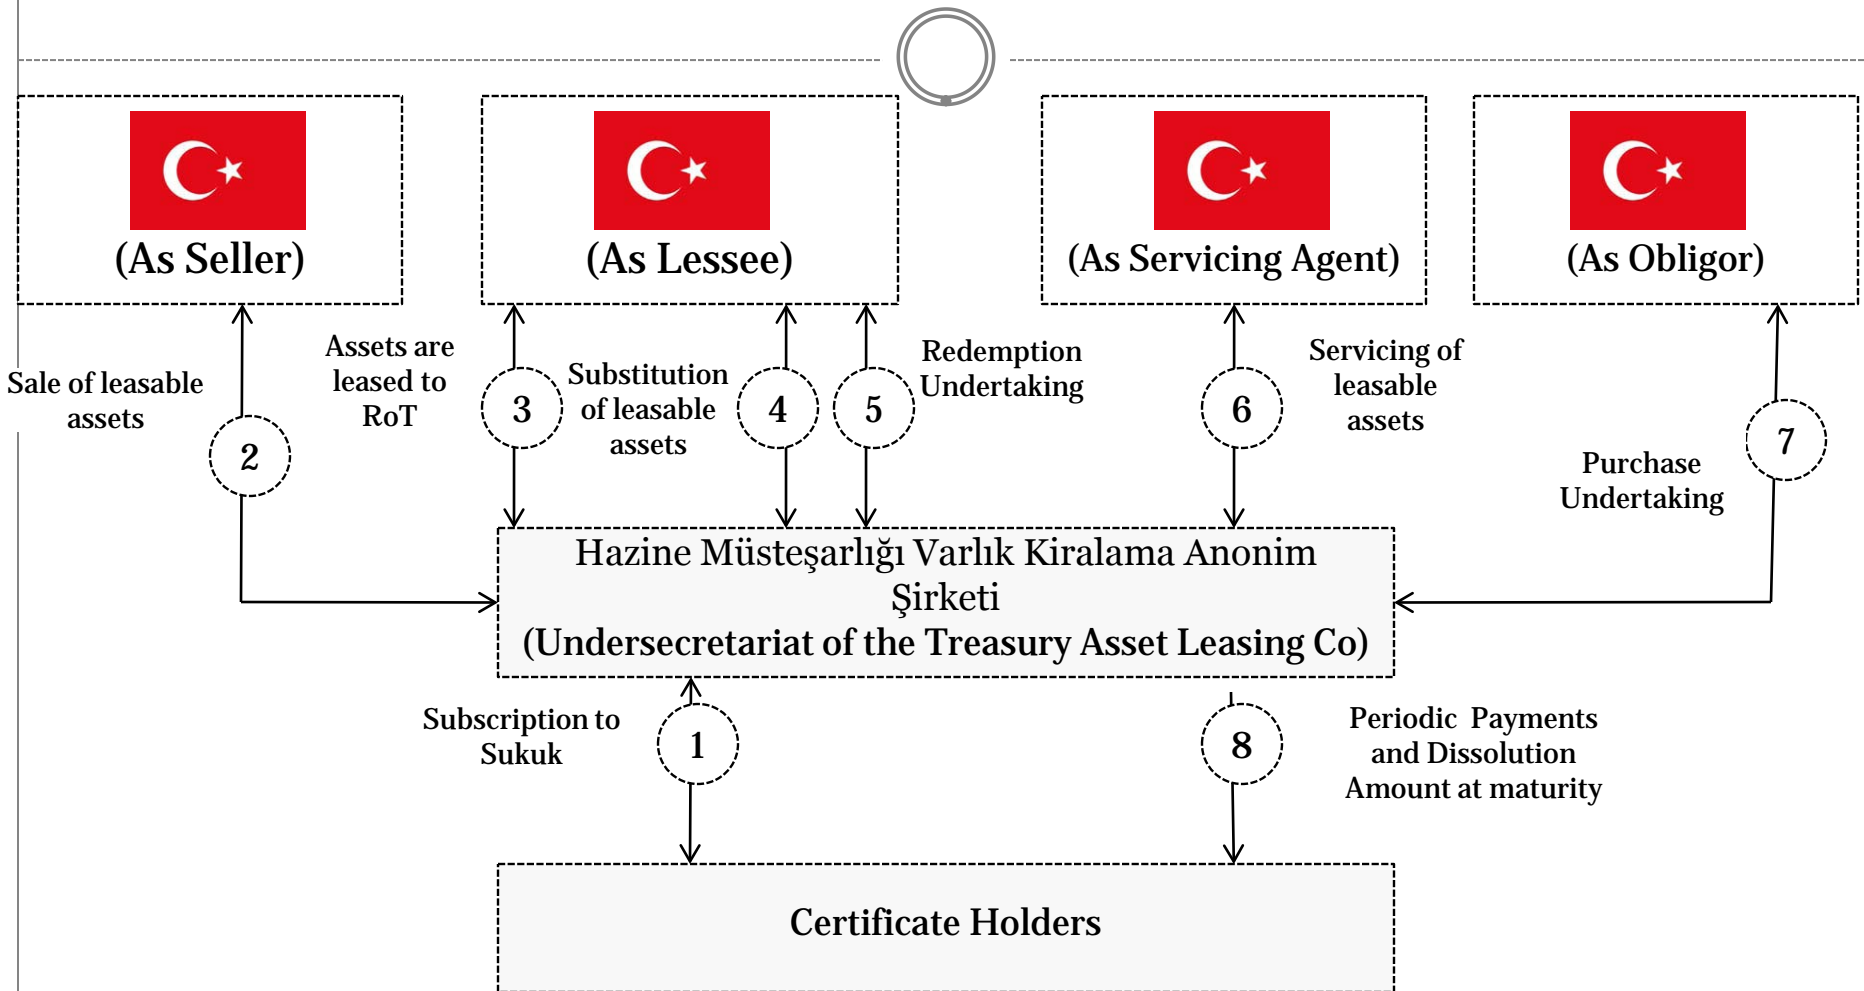 (As Seller)
(As Lessee)
(As Servicing Agent)
(As Obligor)
Sale of leasable
assets
2
Assets are
leased to
RoT
3
Substitution
of leasable
assets
4
5
Redemption
Undertaking
6
Servicing of
leasable
assets
7
Purchase
Undertaking
Hazine Müsteşarlığı Varlık Kiralama Anonim
Şirketi
(Undersecretariat of the Treasury Asset Leasing Co)
Subscription to
Sukuk
1
8
Periodic Payments
and Dissolution
Amount at maturity
Certificate Holders